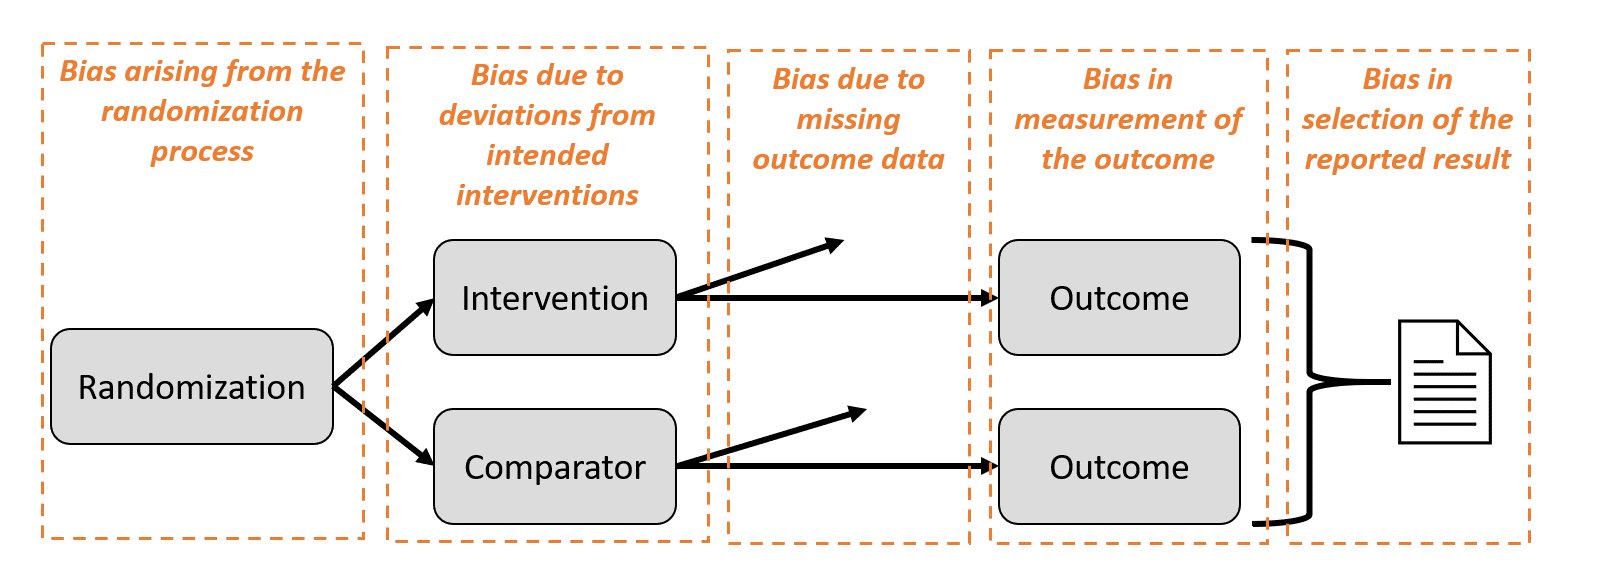 Bias arising from the
randomization
process
Bias due to
deviations from
intended
interventions
Bias due to
missing
outcome data
Bias in
measurement of
the outcome
Bias in
selection of the
reported result
Randomization
Intervention
Comparator
Outcome
Outcome